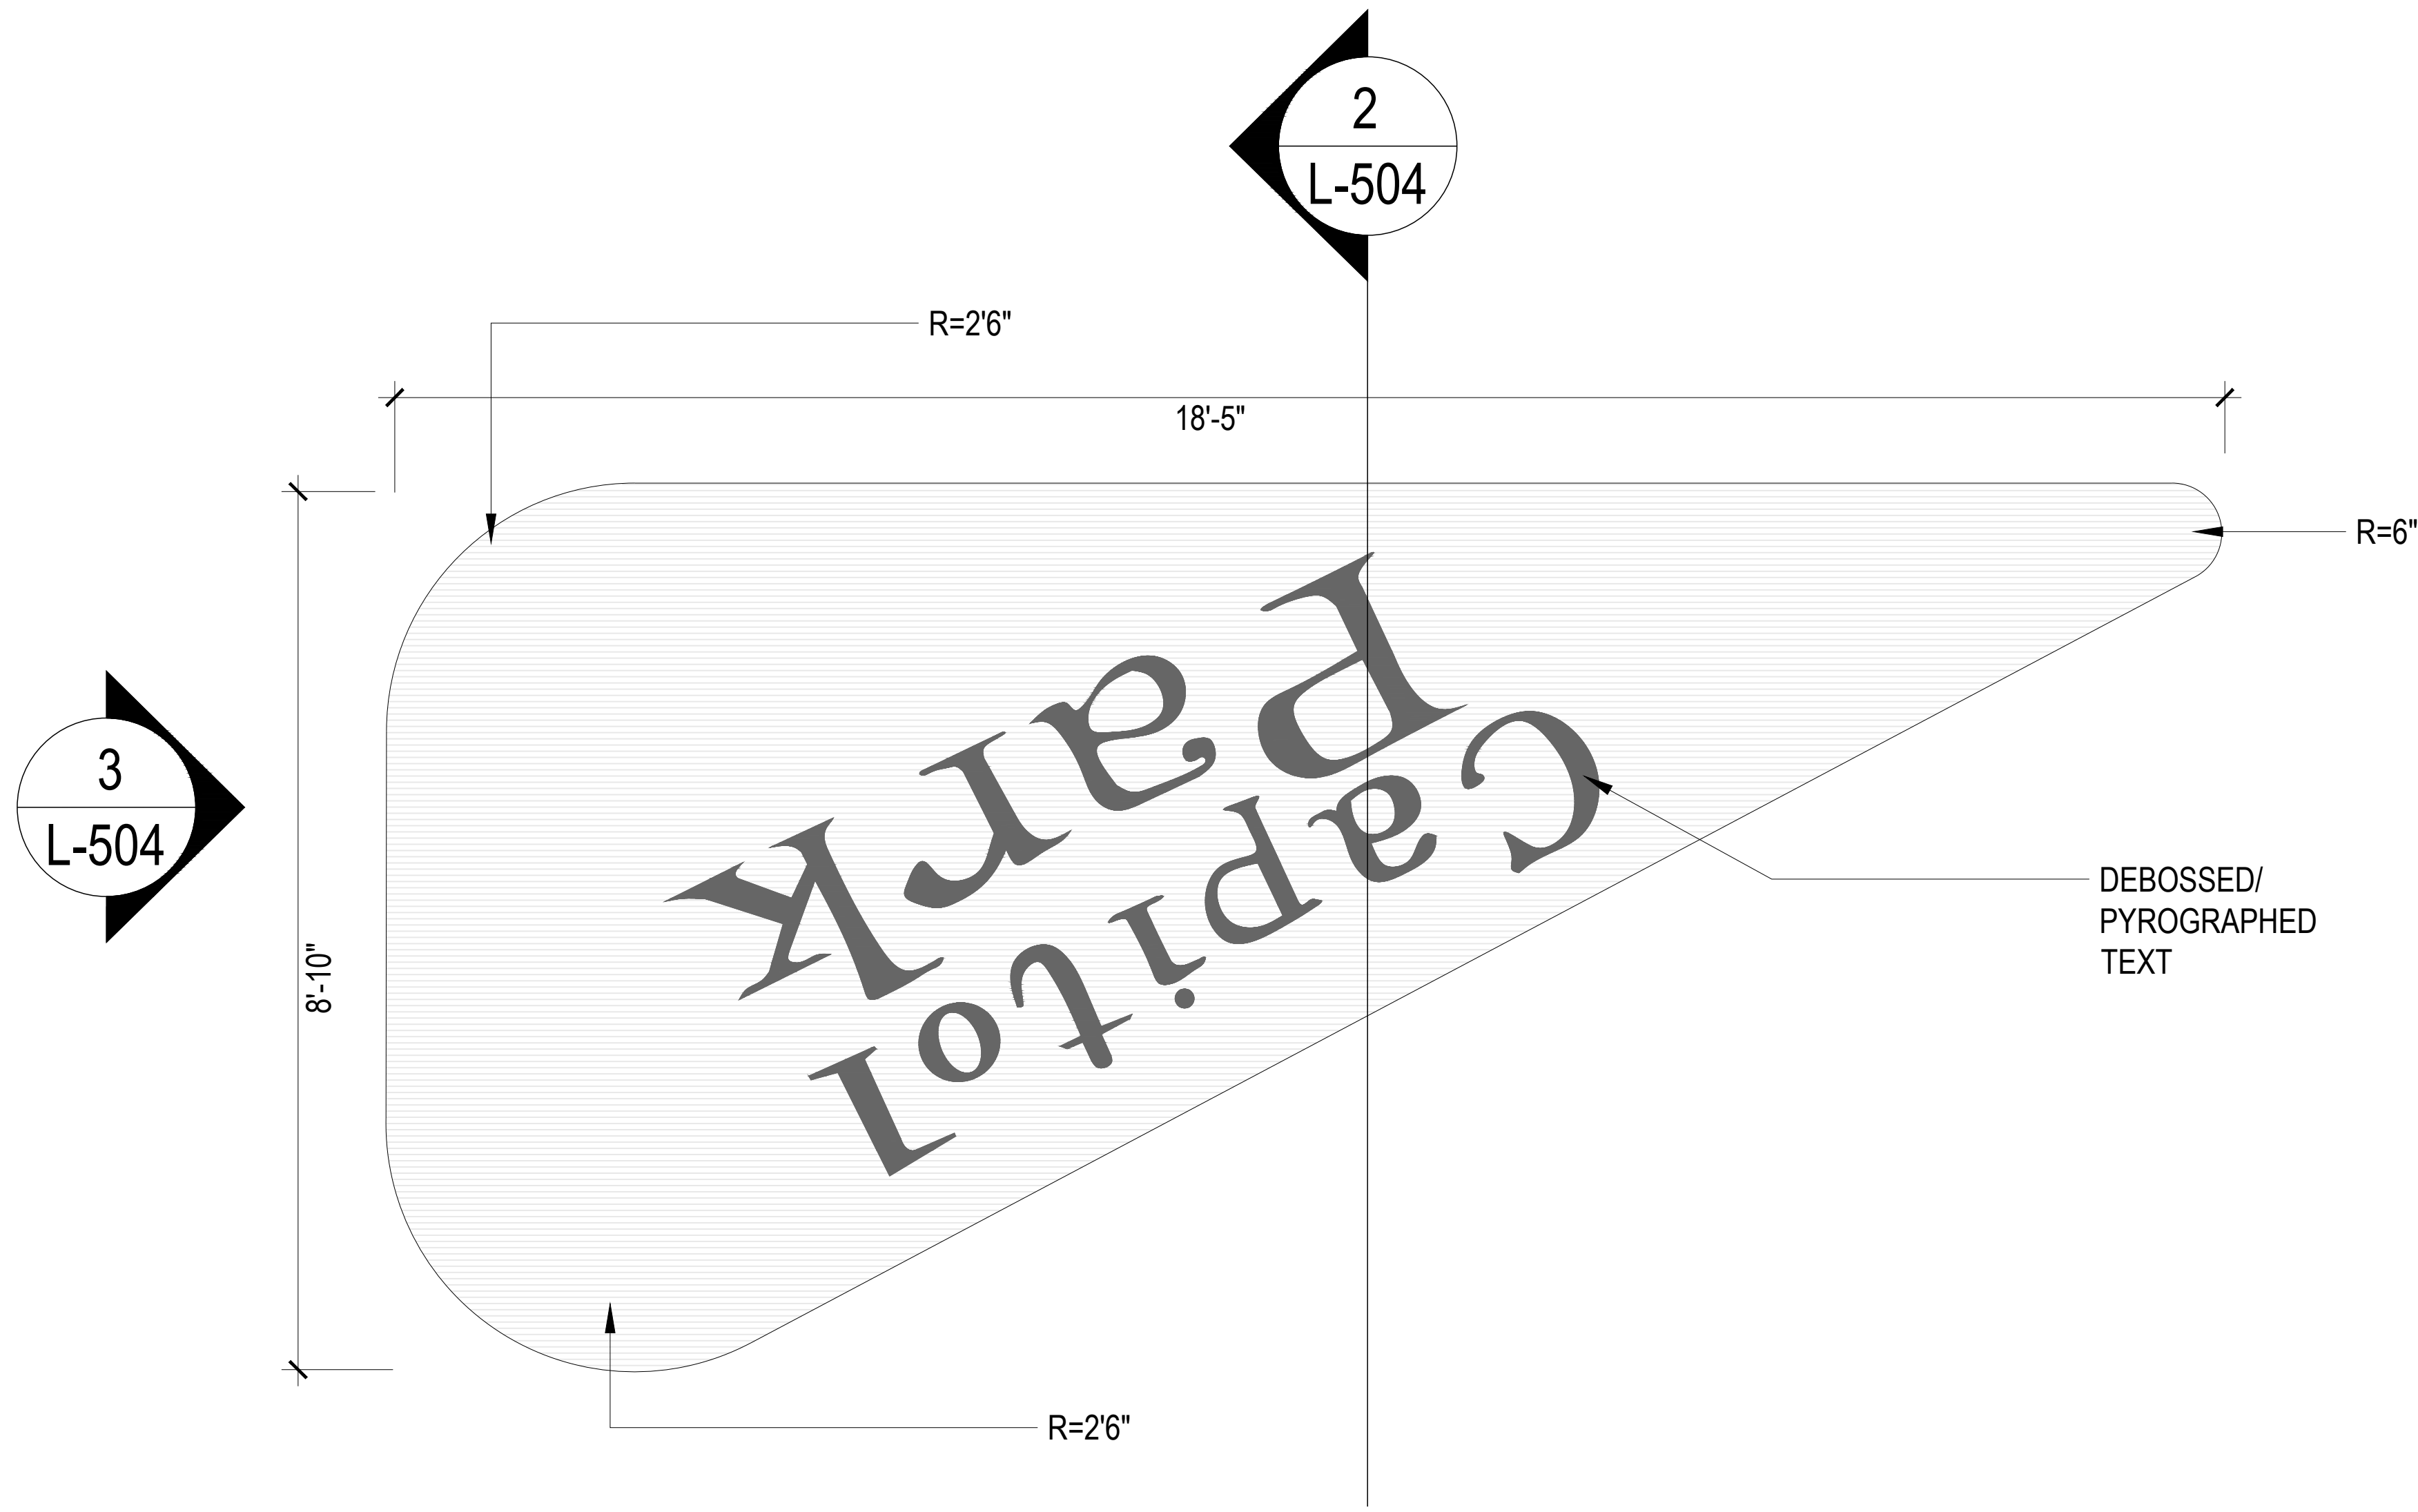 2
L-504
R=2'6"
18'-5"
R=6"
Capitol
Park
3
L-504
DEBOSSED/
PYROGRAPHED
TEXT
8'-10"
R=2'6"